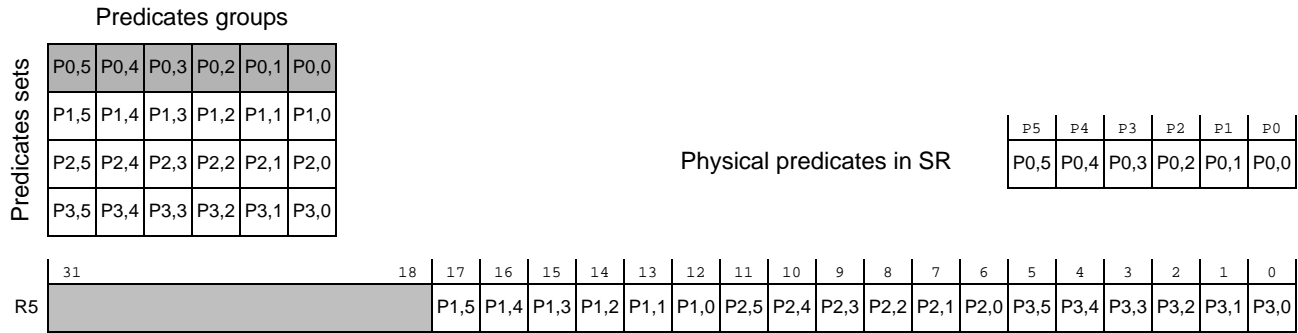 Predicates groups
Predicates sets
P0,5 P0,4 P0,3 P0,2 P0,1 P0,0
P1,5 P1,4 P1,3 P1,2 P1,1 P1,0
P2,5 P2,4 P2,3 P2,2 P2,1 P2,0
P3,5 P3,4 P3,3 P3,2 P3,1 P3,0
P5 P4 P3 P2 P1 P0
Physical predicates in SR P0,5 P0,4 P0,3 P0,2 P0,1 P0,0
31 18 17 16 15 14 13 12 11 10 9 8 7 6 5 4 3 2 1 0
R5 P1,5 P1,4 P1,3 P1,2 P1,1 P1,0 P2,5 P2,4 P2,3 P2,2 P2,1 P2,0 P3,5 P3,4 P3,3 P3,2 P3,1 P3,0